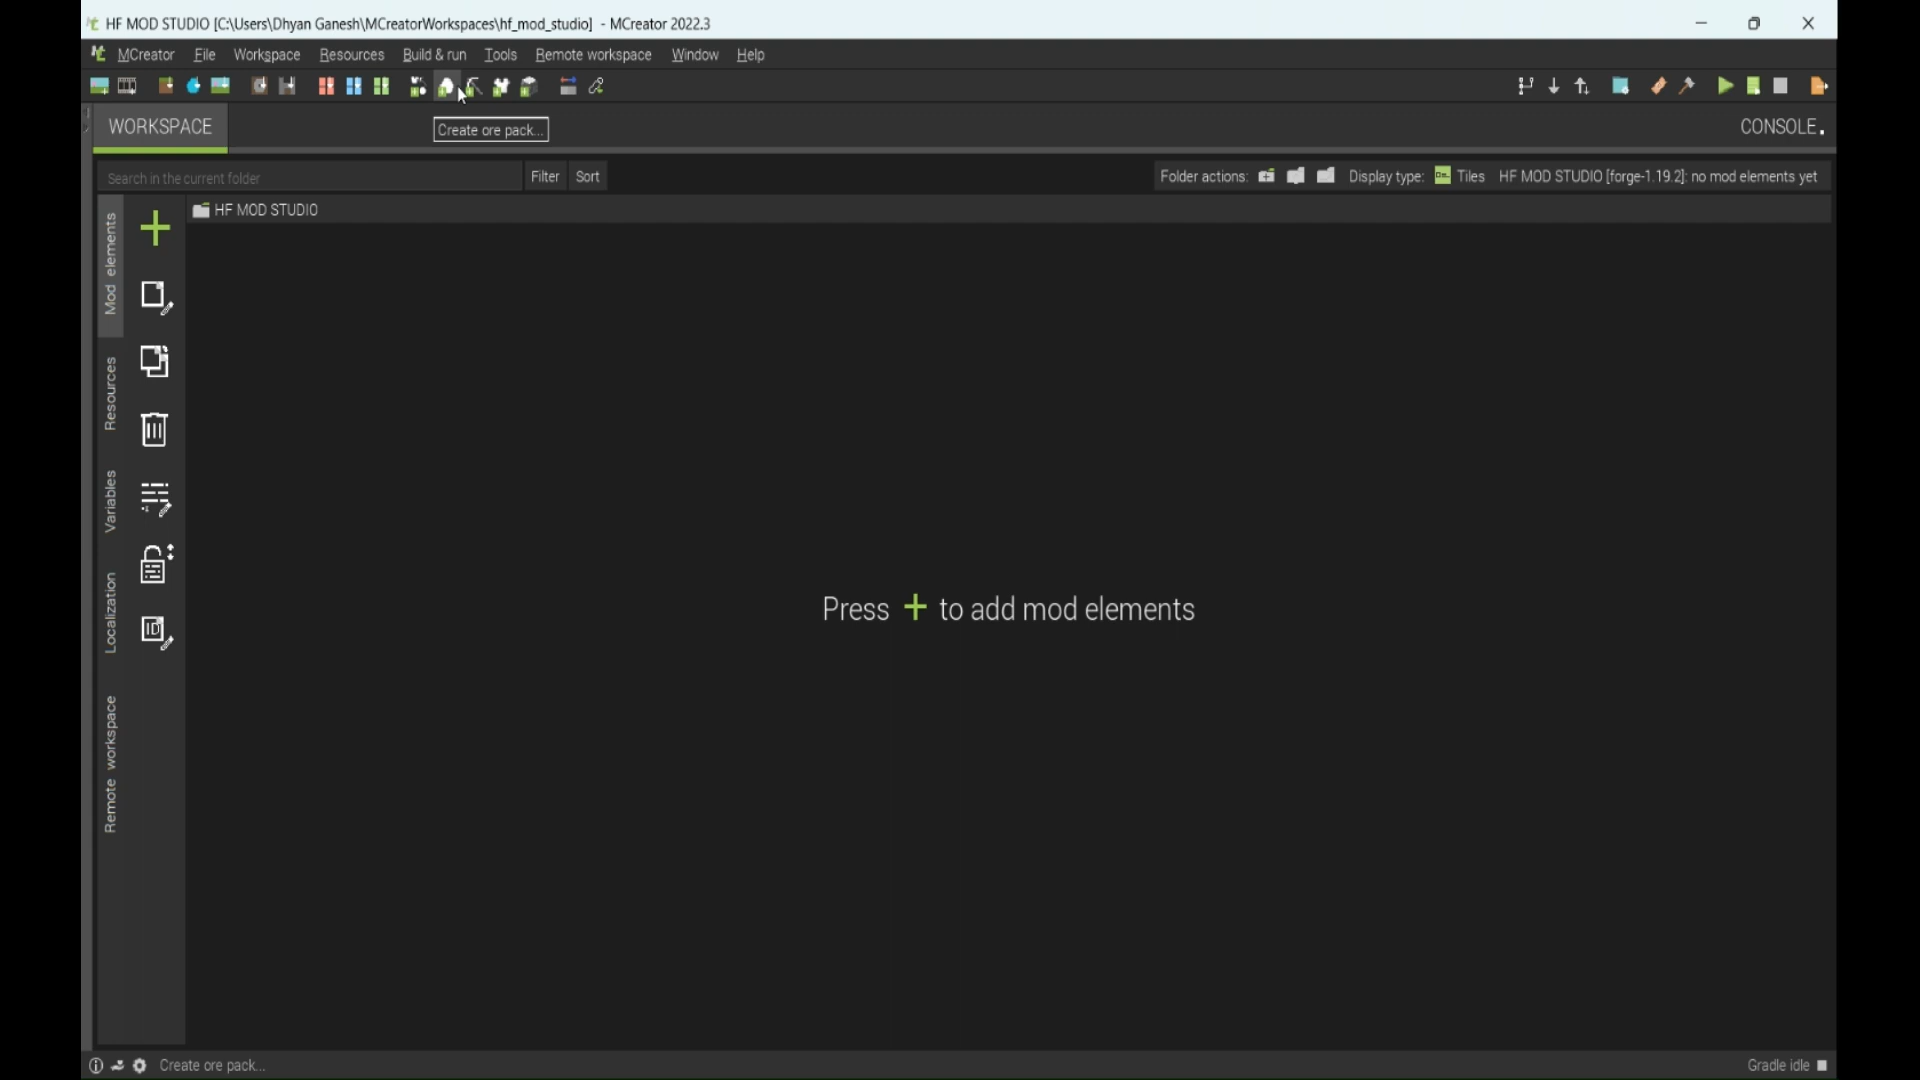 HF MOD STUDIO [C:\Users\Dhyan Ganesh\MCreatorWorkspaces\hf_mod_studio] - MCreator 2022.3
MCreator File Workspace Resources Build & run Tools Remote workspace Window Help
WORKSPACE
Create ore pack...
CONSOLE
Search in the current folder
Filter
Sort
Folder actions:
Display type:
Tiles
HF MOD STUDIO [forge-1.19.2]: no mod elements yet
HF MOD STUDIO
Mod elements
Resources
Variables
Localization
Remote workspace
ID
Press + to add mod elements
Create ore pack...
Gradle idle